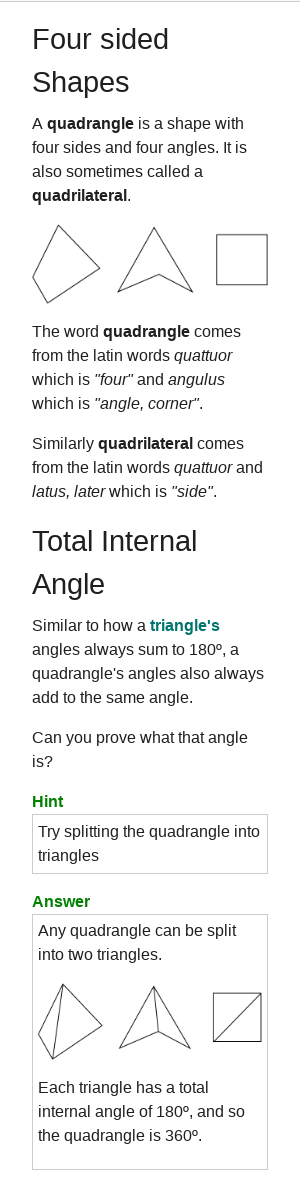 Four sided
Shapes
A quadrangle is a shape with
four sides and four angles. It is
also sometimes called a
quadrilateral.
The word quadrangle comes
from the latin words quattuor
which is "four" and angulus
which is "angle, corner".
Similarly quadrilateral comes
from the latin words quattuor and
latus, later which is "side".
Total Internal
Angle
Similar to how a triangle's
angles always sum to 180º, a
quadrangle's angles also always
add to the same angle.
Can you prove what that angle
is?
Hint
Try splitting the quadrangle into
triangles
Answer
Any quadrangle can be split
into two triangles.
Each triangle has a total
internal angle of 180º, and so
the quadrangle is 360º.